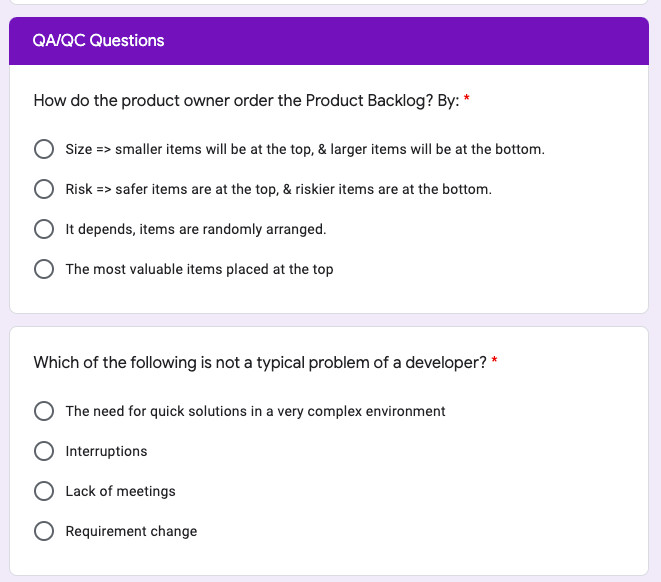 QA/QC Questions
How do the product owner order the Product Backlog? By: *
Size => smaller items will be at the top, & larger items will be at the bottom.
Risk => safer items are at the top, & riskier items are at the bottom.
It depends, items are randomly arranged.
The most valuable items placed at the top
Which of the following is not a typical problem of a developer? *
The need for quick solutions in a very complex environment
Interruptions
Lack of meetings
Requirement change